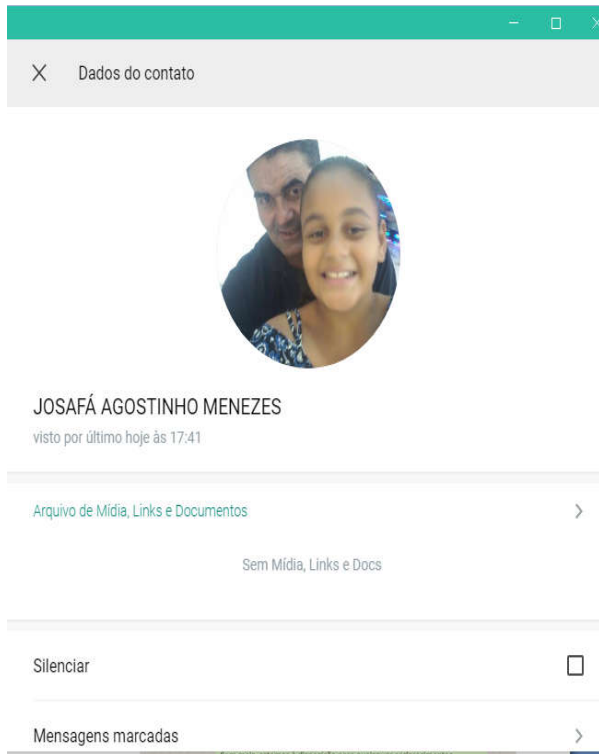 Dados do contato
JOSAFÁ AGOSTINHO MENEZES
visto por último hoje às 17:41
Arquivo de Mídia, Links e Documentos
Sem Mídia, Links e Docs
Silenciar
Mensagens marcadas